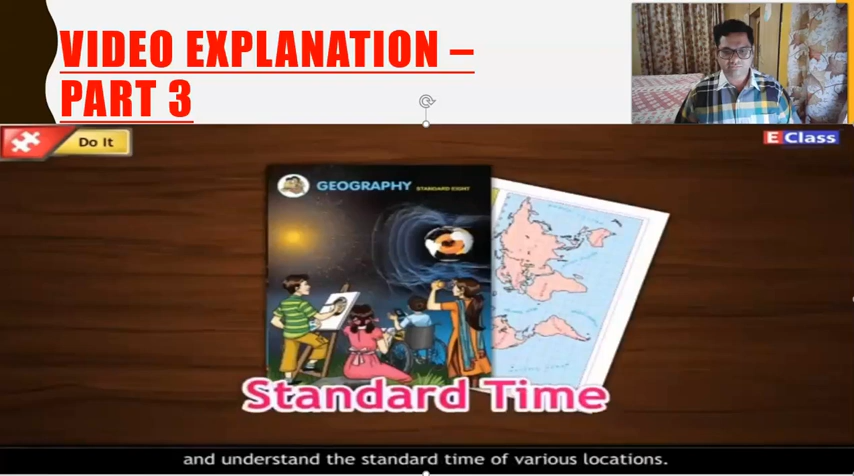 VIDEO EXPLANATION –
PART 3
Do It
E Class
GEOGRAPHY STANDARD EIGHT
Standard Time
and understand the standard time of various locations.